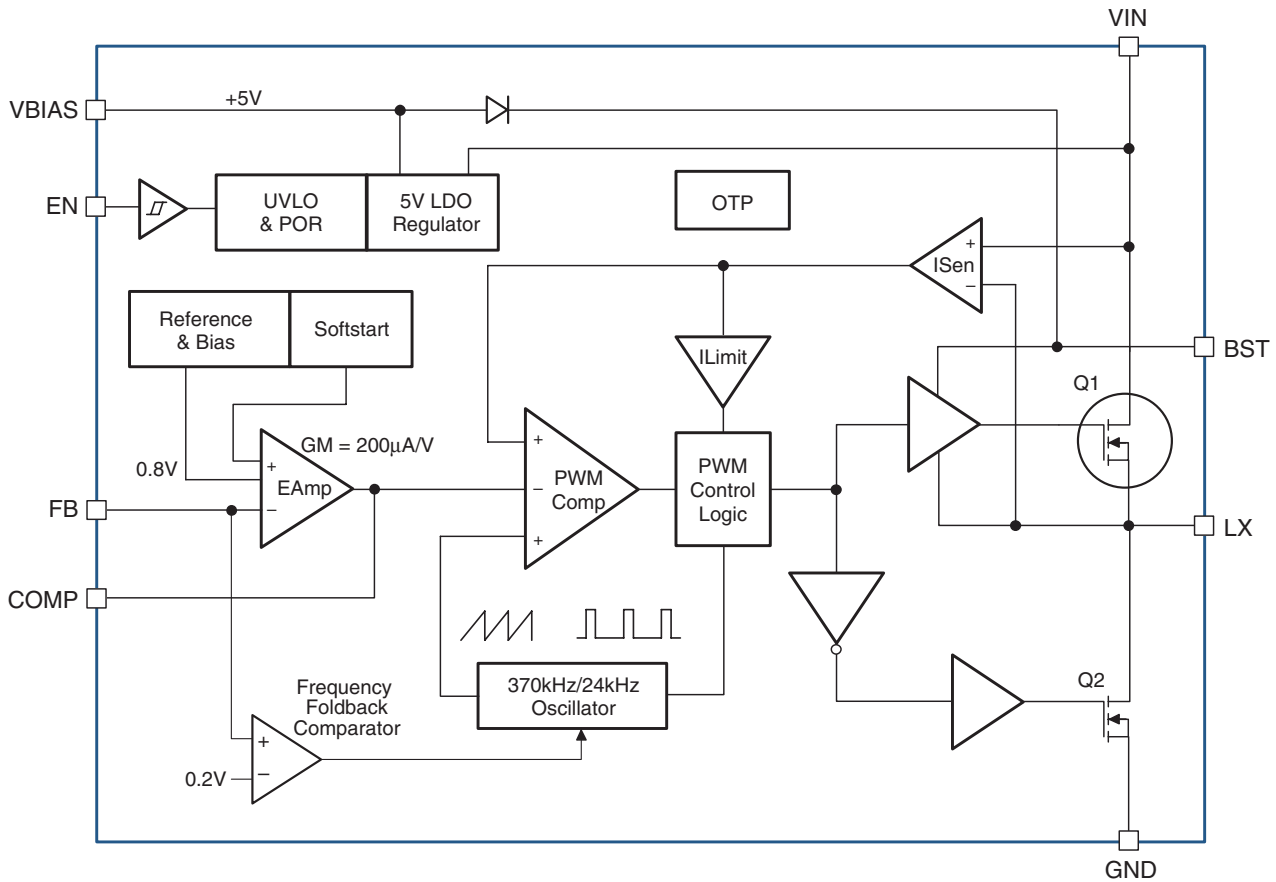 VIN
VBIAS
+5V
EN
UVLO
& POR
5V LDO
Regulator
OTP
+
ISen
−
Reference
& Bias
Softstart
ILimit
BST
Q1
GM = 200μA/V
0.8V
+
EAmp
−
+
−
+
PWM
Comp
PWM
Control
Logic
FB
LX
COMP
370kHz/24kHz
Oscillator
Frequency
Foldback
Comparator
Q2
+
−
0.2V
GND